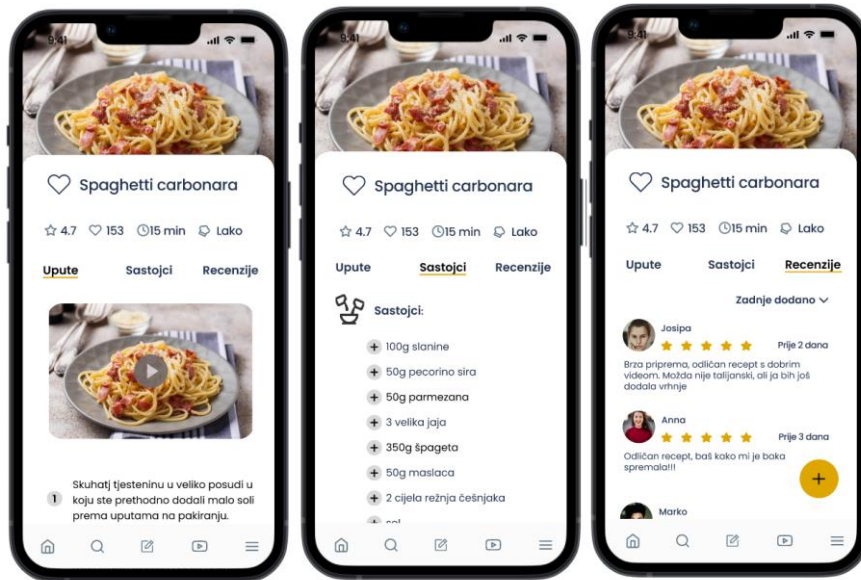 9:41
Spaghetti carbonara
4.7 153 15 min Lako
Upute Sastojci Recenzije
1
Skuhatj tjesteninu u veliko posudi u
koju ste prethodno dodali malo soli
prema uputama na pakiranju.
9:41
Spaghetti carbonara
4.7 153 15 min Lako
Upute Sastojci Recenzije
Sastojci:
+ 100g slanine
+ 50g pecorino sira
+ 50g parmezana
+ 3 velika jaja
+ 350g špageta
+ 50g maslaca
+ 2 cijela režnja češnjaka
+ sol
9:41
Spaghetti carbonara
4.7 153 15 min Lako
Upute Sastojci Recenzije
Zadnje dodano
Josipa
Prije 2 dana
Brza priprema, odličan recept s dobrim
videom. Možda nije talijanski, ali ja bih još
dodala vrhnje
Anna
Prije 3 dana
Odličan recept, baš kako mi je baka
spremala!!!
+
Marko